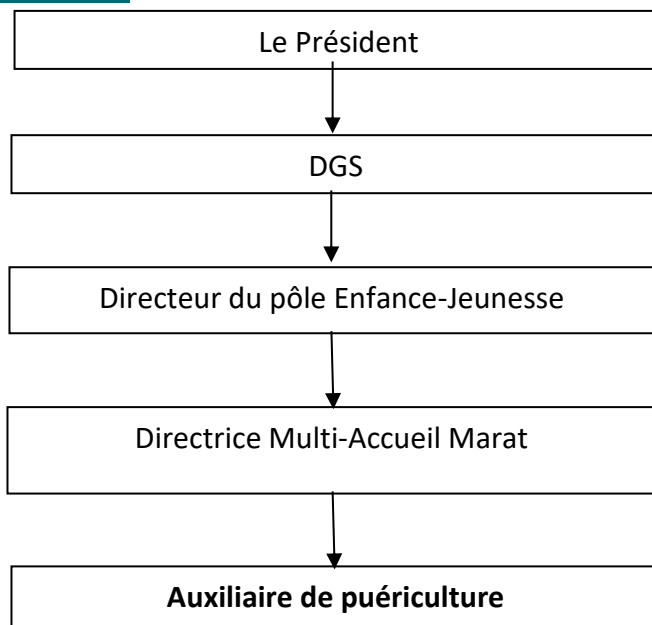 Le Président
DGS
Directeur du pôle Enfance-Jeunesse
Directrice Multi-Accueil Marat
Auxiliaire de puériculture